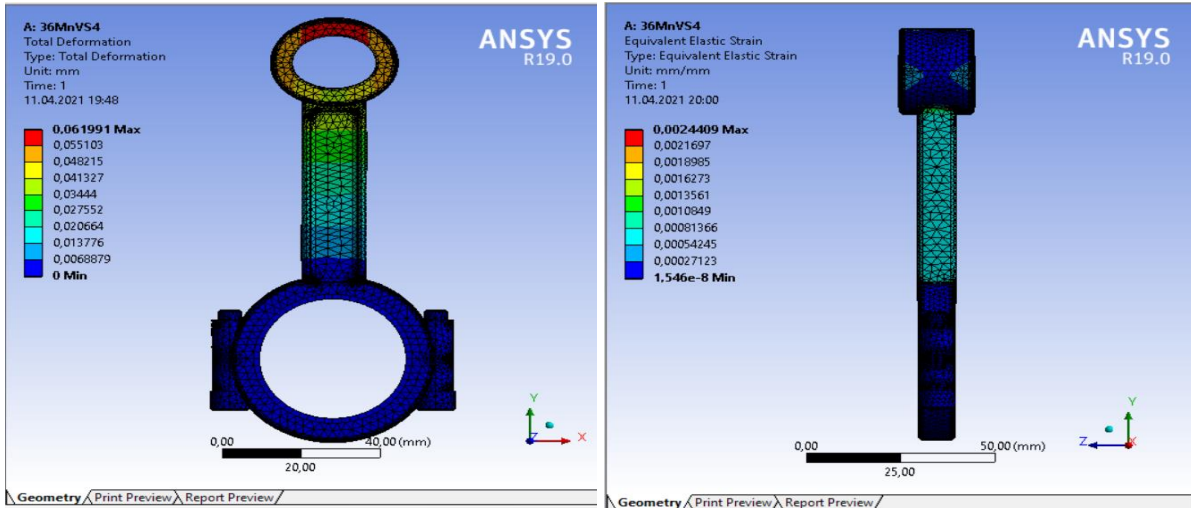 A: 36MnVS4
Total Deformation
Type: Total Deformation
Unit: mm
Time: 1
11.04.2021 19:48
0,061991 Max
0,055103
0,048215
0,041327
0,03444
0,027552
0,020664
0,013776
0,0068879
0 Min
ANSYS
R19.0
Y
Z
X
0,00
40,00 (mm)
20,00
Geometry Print Preview Report Preview
A: 36MnVS4
Equivalent Elastic Strain
Type: Equivalent Elastic Strain
Unit: mm/mm
Time: 1
11.04.2021 20:00
0,0024409 Max
0,0021697
0,0018985
0,0016273
0,0013561
0,0010849
0,00081366
0,00054245
0,00027123
1,546e-8 Min
ANSYS
R19.0
Y
Z
X
0,00
50,00 (mm)
25,00
Geometry Print Preview Report Preview